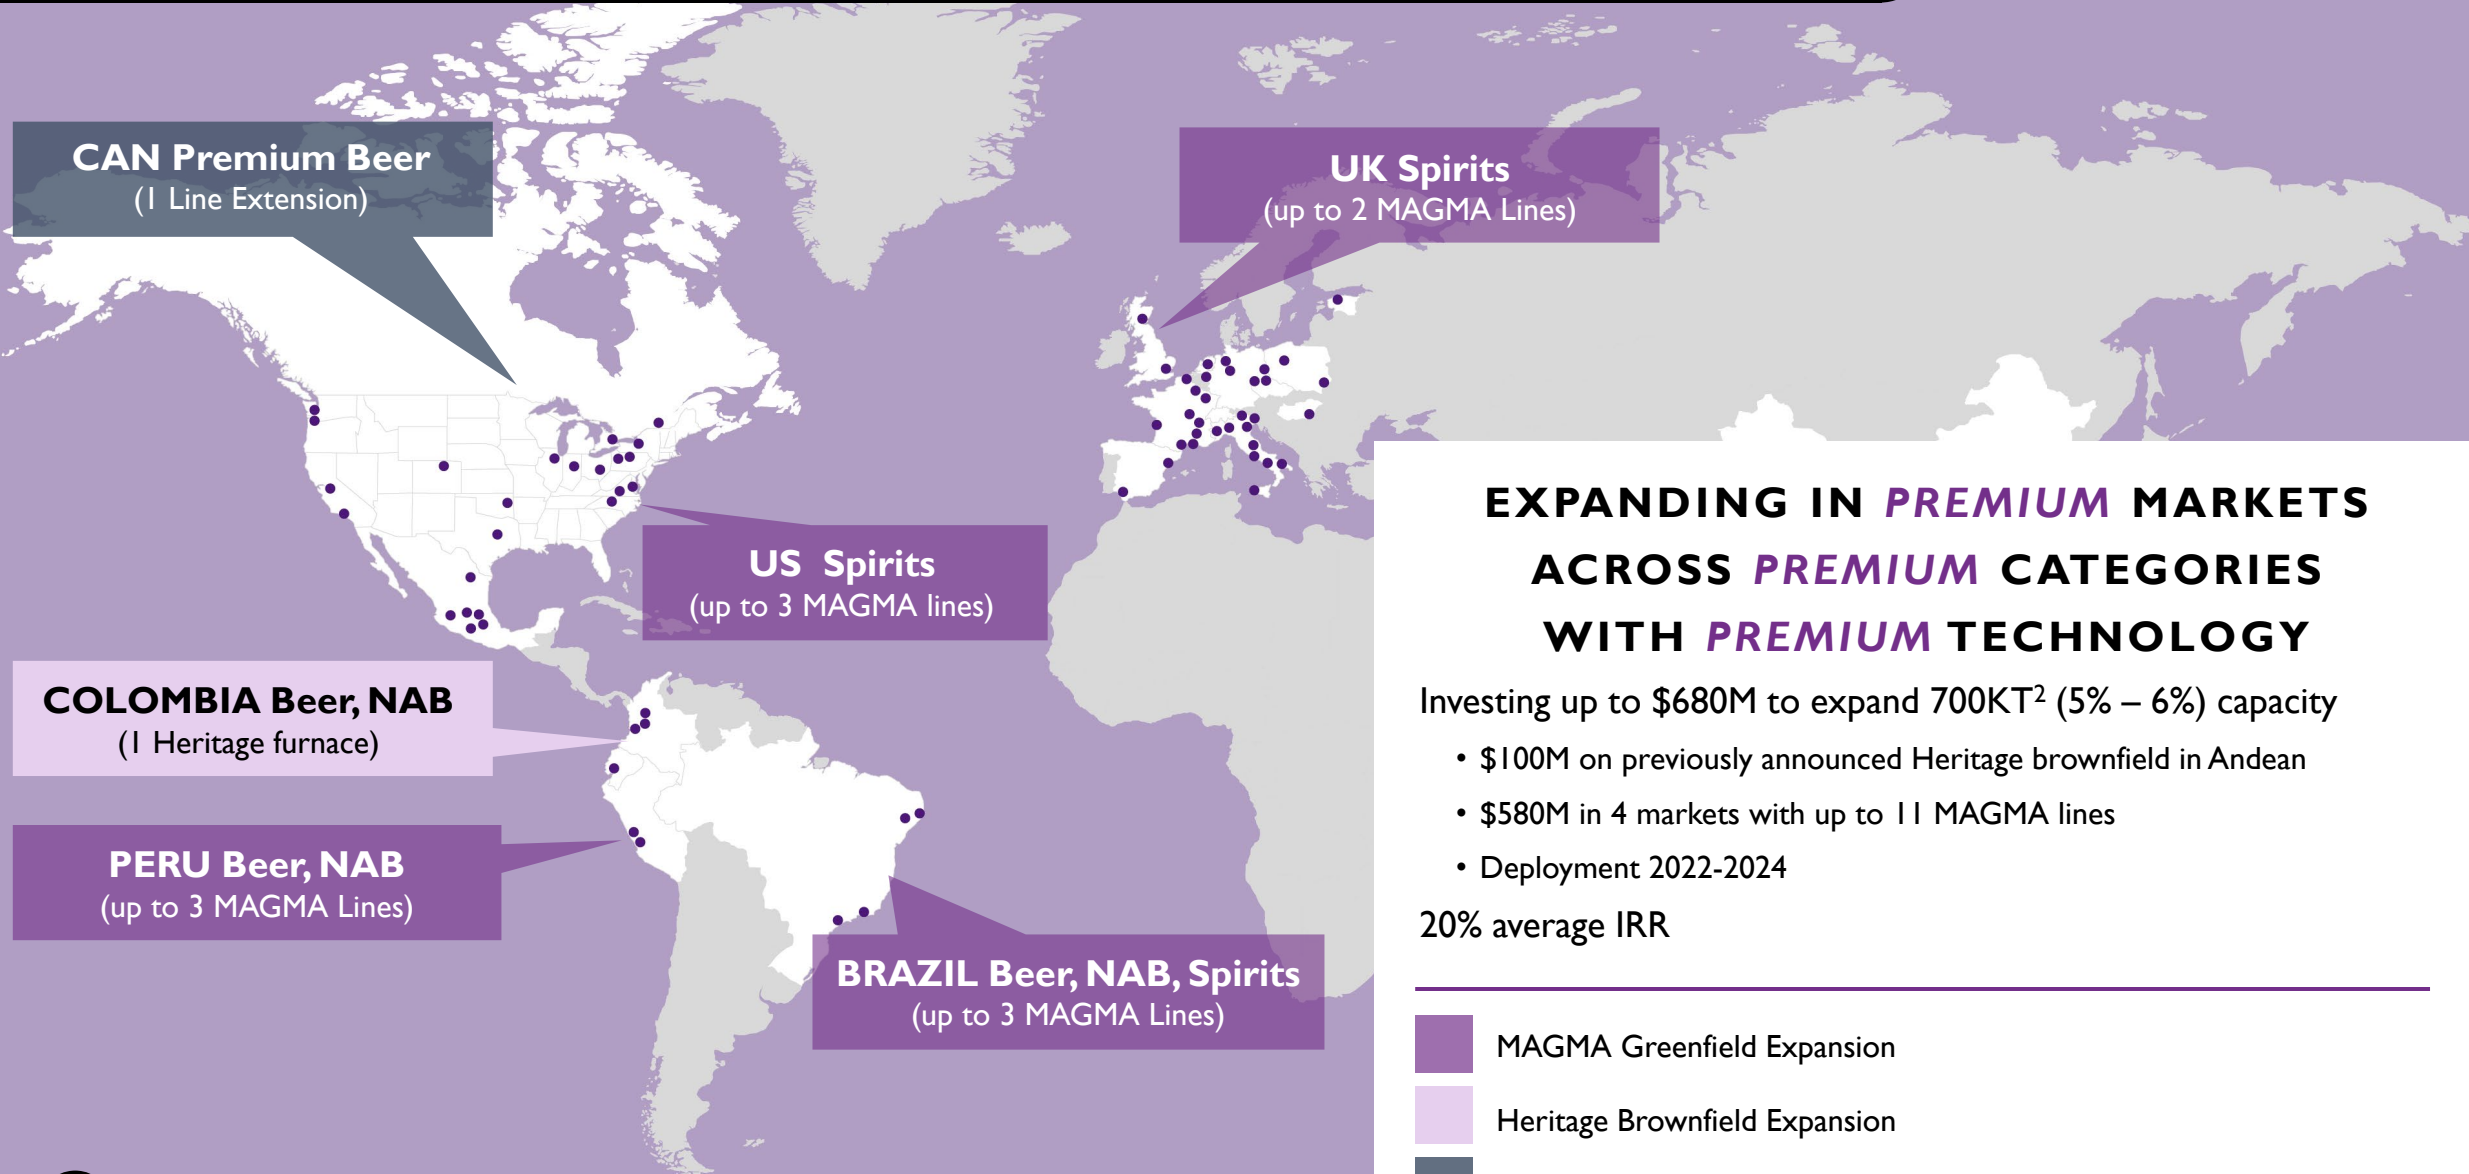 CAN Premium Beer
(1 Line Extension)
UK Spirits
(up to 2 MAGMA Lines)
US Spirits
(up to 3 MAGMA lines)
COLOMBIA Beer, NAB
(1 Heritage furnace)
PERU Beer, NAB
(up to 3 MAGMA Lines)
BRAZIL Beer, NAB, Spirits
(up to 3 MAGMA Lines)
EXPANDING IN PREMIUM MARKETS
ACROSS PREMIUM CATEGORIES
WITH PREMIUM TECHNOLOGY
Investing up to $680M to expand 700KT² (5% – 6%) capacity
• $100M on previously announced Heritage brownfield in Andean
• $580M in 4 markets with up to 11 MAGMA lines
• Deployment 2022-2024
20% average IRR
MAGMA Greenfield Expansion
Heritage Brownfield Expansion